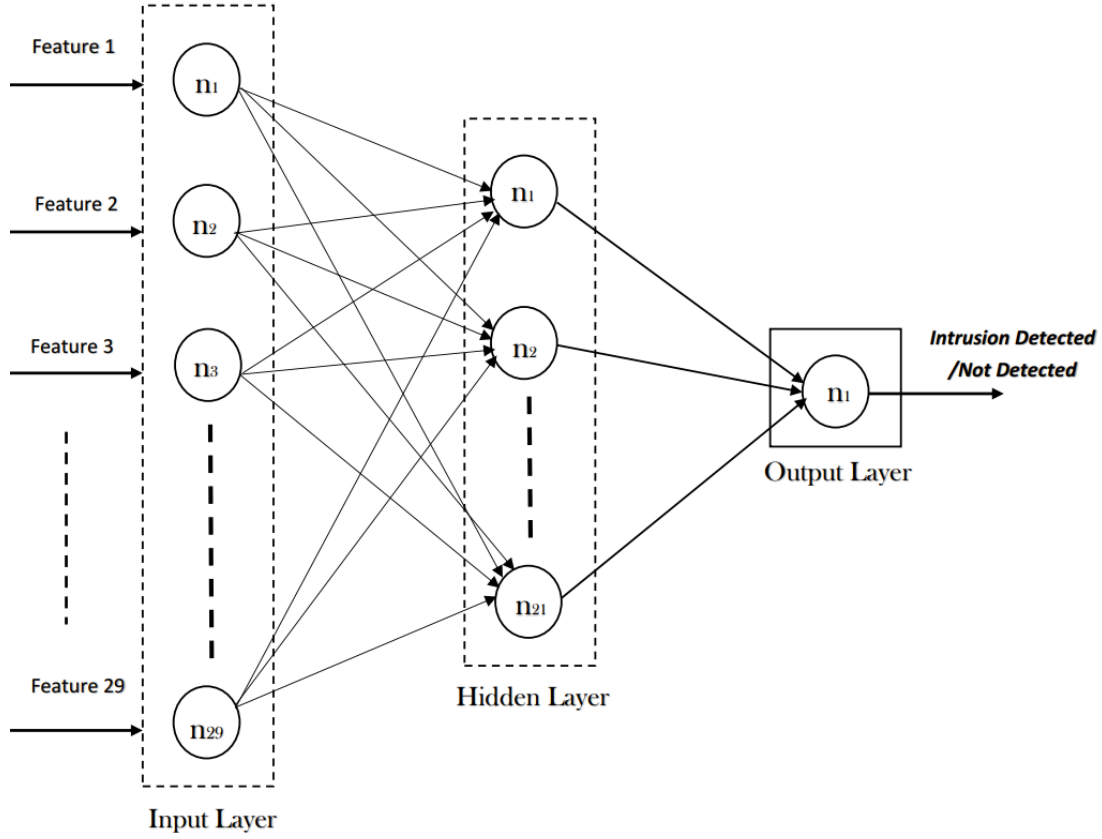 Feature 1
n1
Feature 2
n2
Feature 3
n3
Feature 29
n29
Input Layer
n1
n2
n21
Hidden Layer
n1
Output Layer
Intrusion Detected
/Not Detected